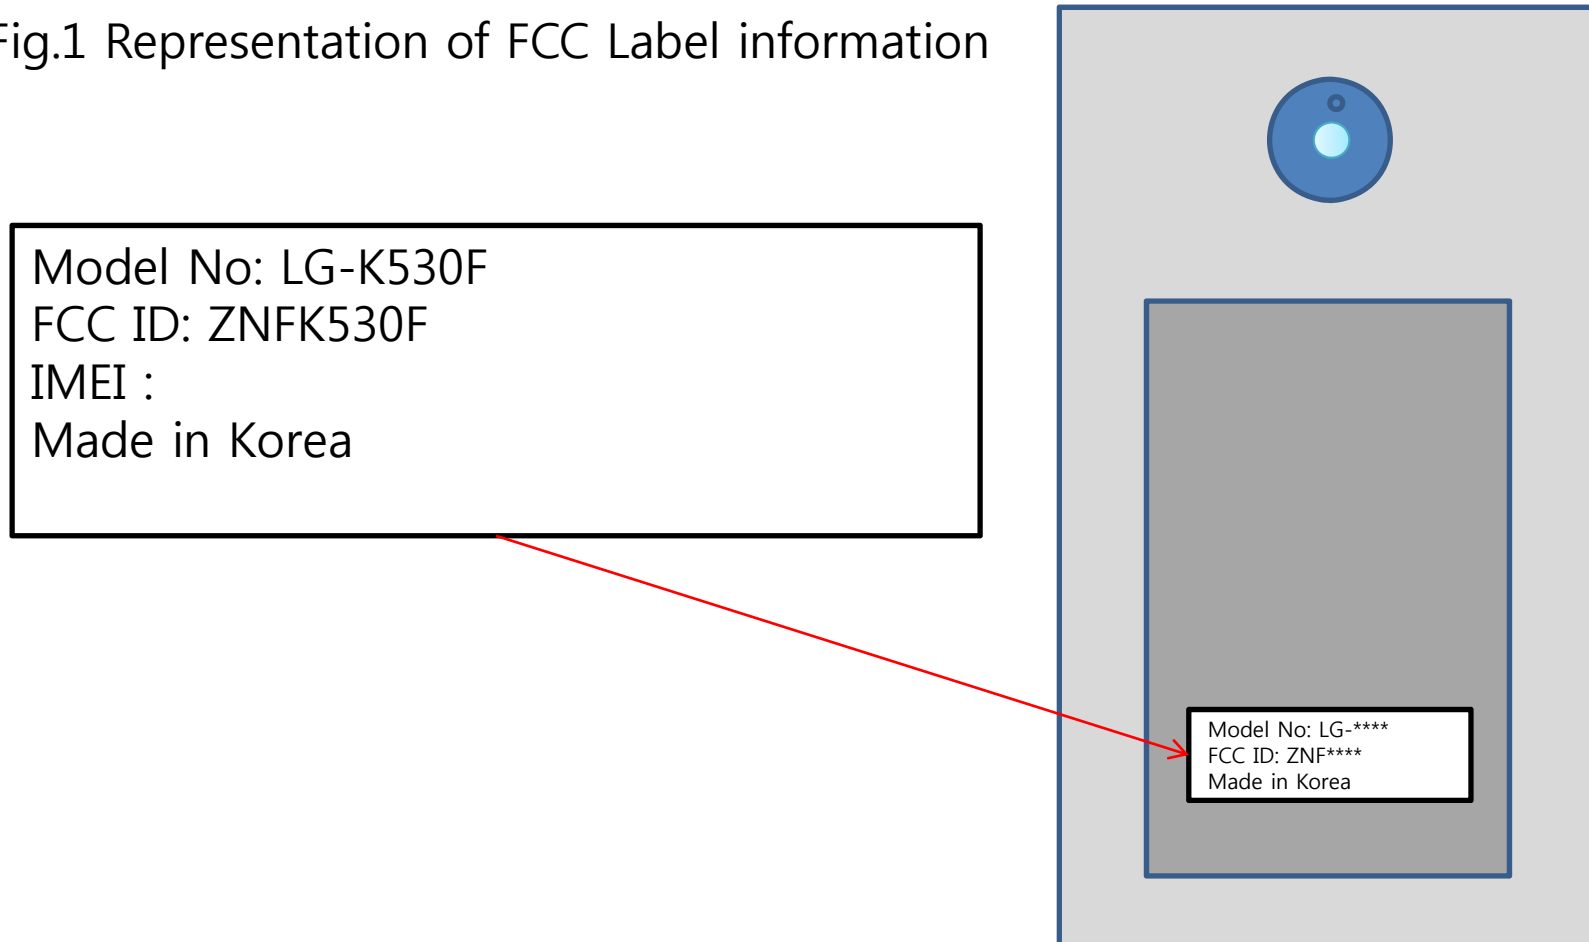 Fig.1 Representation of FCC Label information
Model No: LG-K530F
FCC ID: ZNFK530F
IMEI :
Made in Korea
Model No: LG-****
FCC ID: ZNF****
Made in Korea